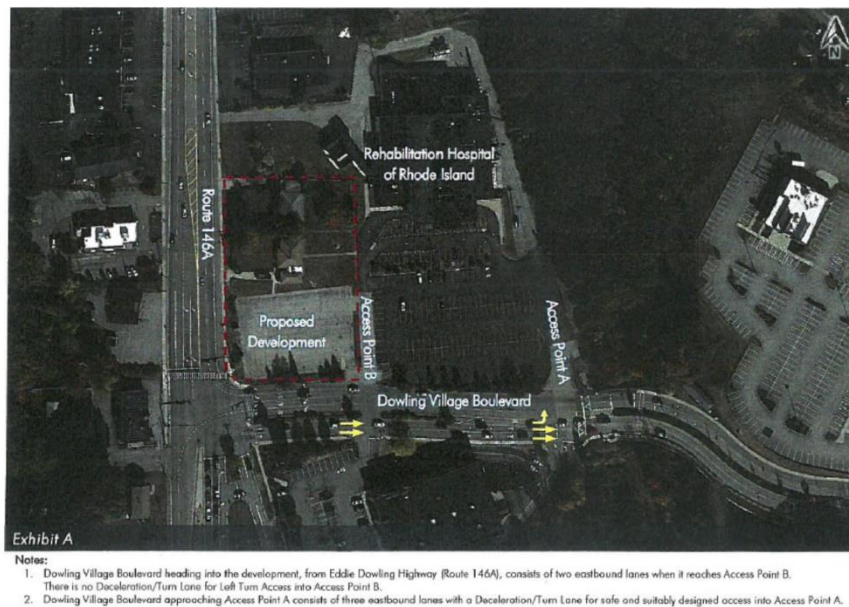 N
Rehabilitation Hospital
of Rhode Island
Route 146A
Proposed
Development
Access Point B
Access Point A
Dowling Village Boulevard
Exhibit A
Notes:
1. Dowling Village Boulevard heading into the development, from Eddie Dowling Highway (Route 146A), consists of two eastbound lanes when it reaches Access Point B.
There is no Deceleration/Turn Lane for Left Turn Access into Access Point B.
2. Dowling Village Boulevard approaching Access Point A consists of three eastbound lanes with a Deceleration/Turn Lane for safe and suitably designed access into Access Point A.